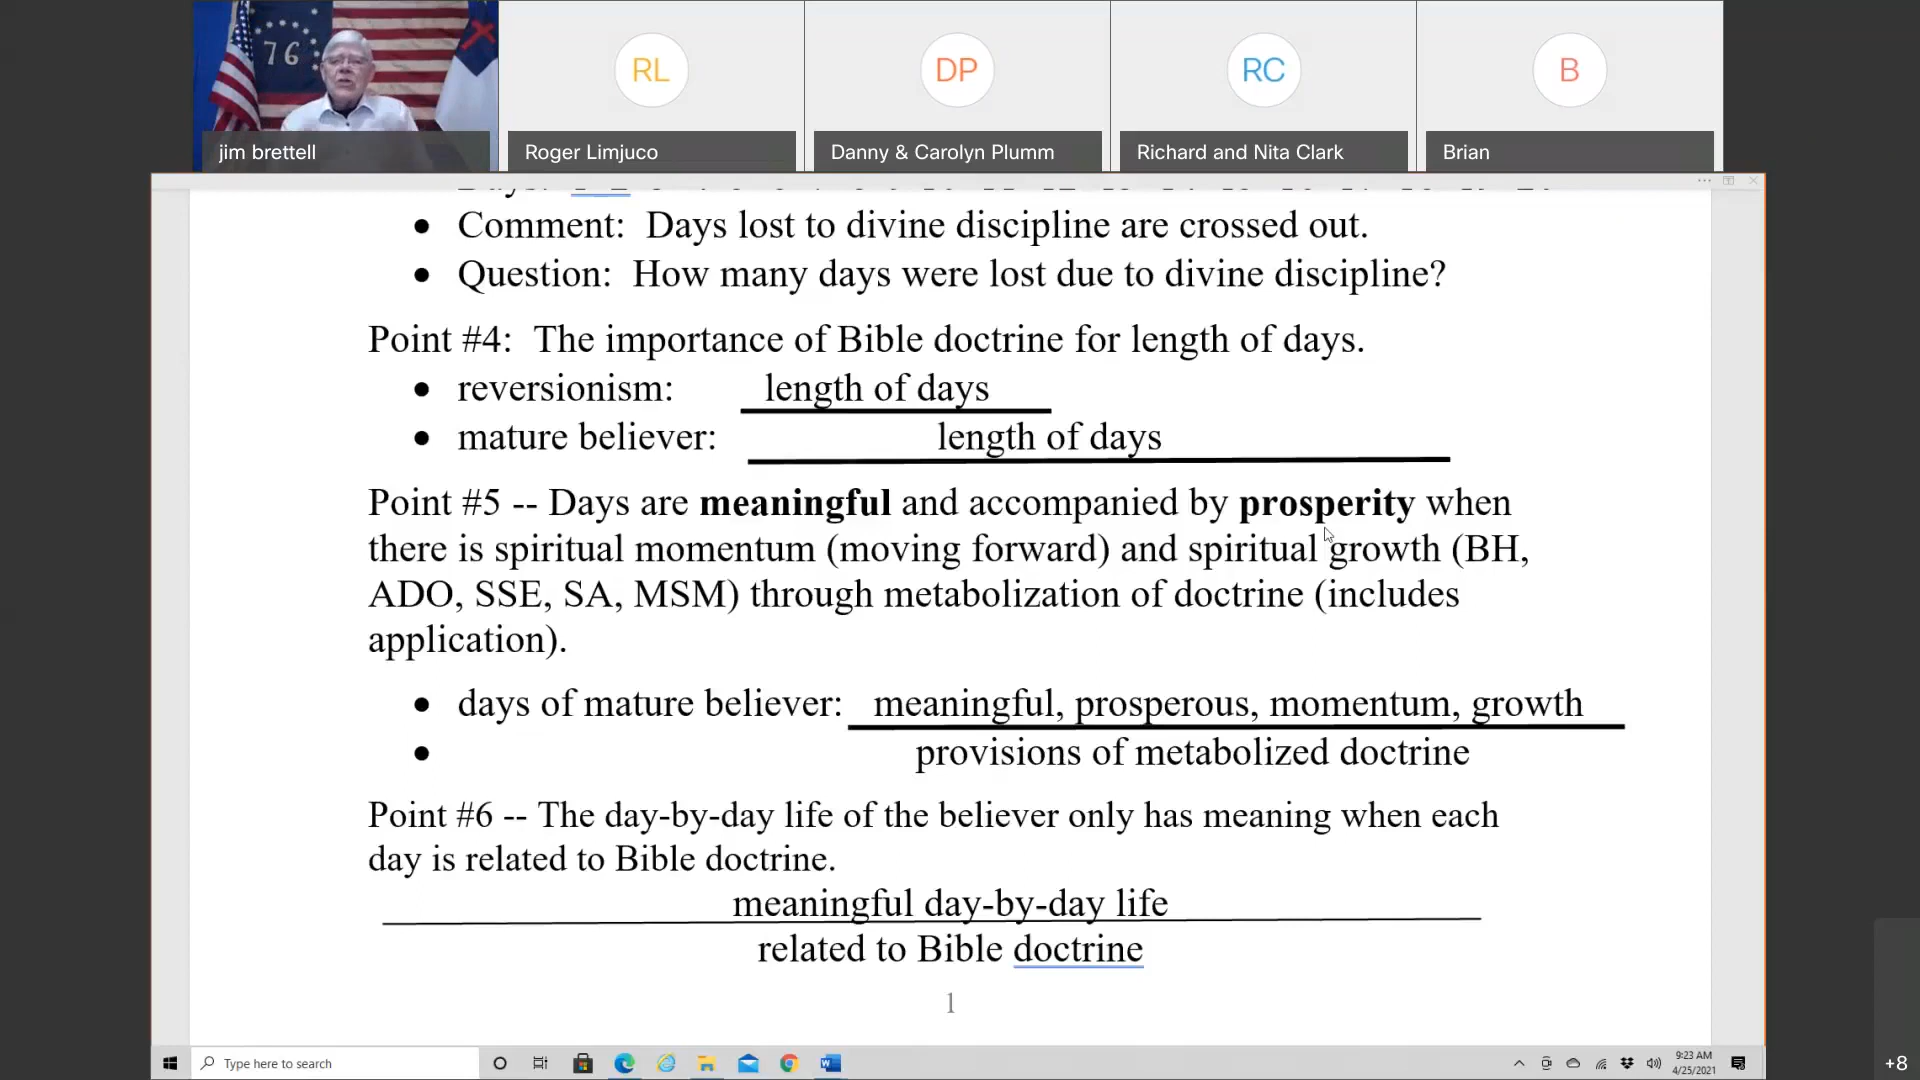 76
RL
DP
RC
B
jim brettell
Roger Limjuco
Danny & Carolyn Plumm
Richard and Nita Clark
Brian
• Comment: Days lost to divine discipline are crossed out.
• Question: How many days were lost due to divine discipline?
Point #4: The importance of Bible doctrine for length of days.
• reversionism: length of days
• mature believer: length of days
Point #5 -- Days are meaningful and accompanied by prosperity when
there is spiritual momentum (moving forward) and spiritual growth (BH,
ADO, SSE, SA, MSM) through metabolization of doctrine (includes
application).
• days of mature believer: meaningful, prosperous, momentum, growth
• provisions of metabolized doctrine
Point #6 -- The day-by-day life of the believer only has meaning when each
day is related to Bible doctrine.
meaningful day-by-day life
related to Bible doctrine
1
Type here to search
9:23 AM
4/25/2021
+8